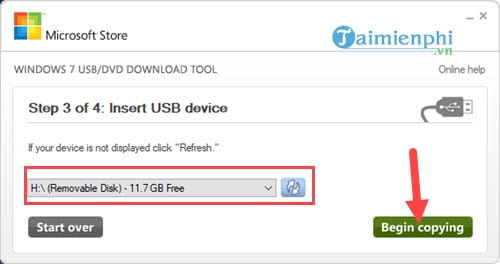 Microsoft Store
Taimienphi
.vn
WINDOWS 7 USB/DVD DOWNLOAD TOOL
Online help
Step 3 of 4: Insert USB device
If your device is not displayed click "Refresh."
H:\ (Removable Disk) - 11.7 GB Free
Start over
Begin copying